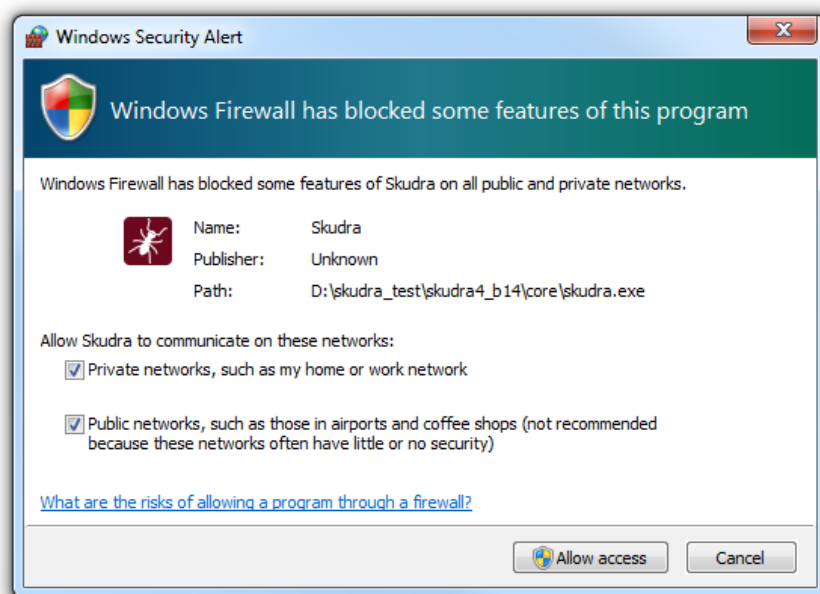 Windows Security Alert
Windows Firewall has blocked some features of this program
Windows Firewall has blocked some features of Skudra on all public and private networks.
Name: Skudra
Publisher: Unknown
Path: D:\skudra_test\skudra4_b14\core\skudra.exe
Allow Skudra to communicate on these networks:
Private networks, such as my home or work network
Public networks, such as those in airports and coffee shops (not recommended
because these networks often have little or no security)
What are the risks of allowing a program through a firewall?
Allow access Cancel